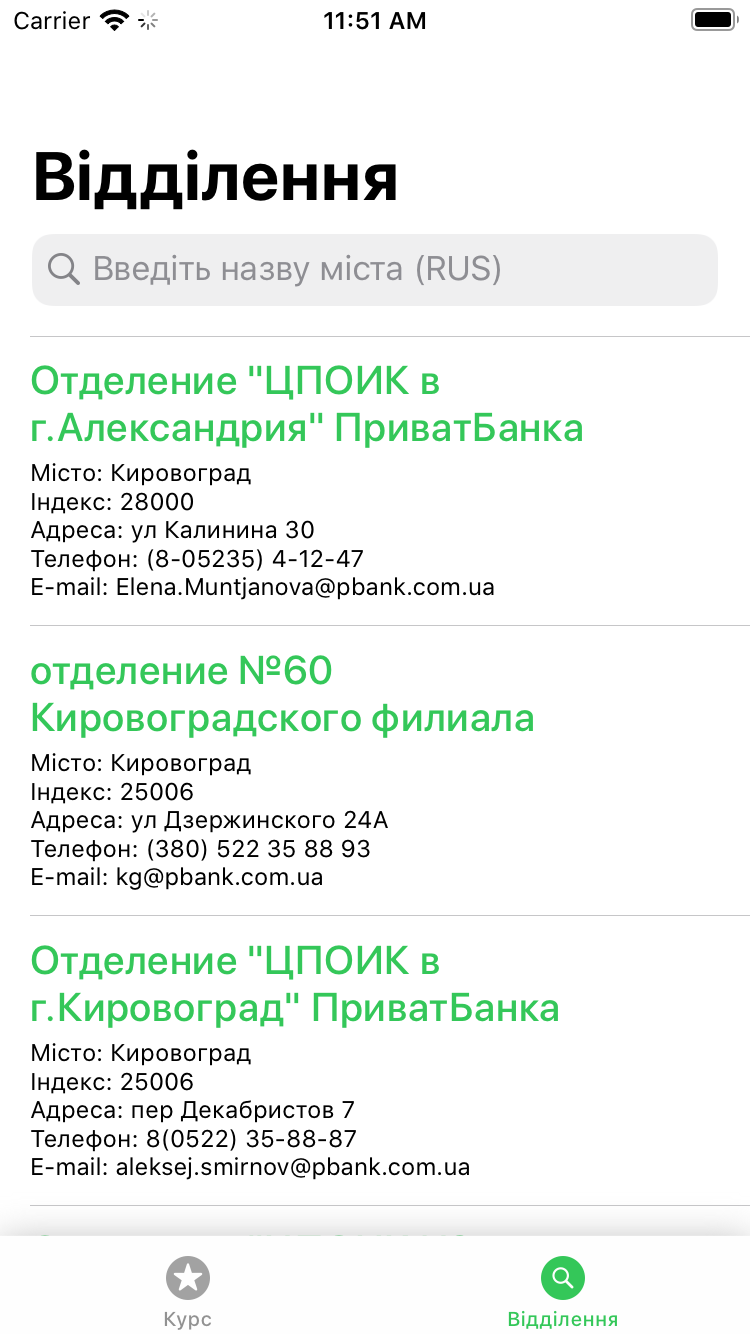 Carrier 11:51 AM
Відділення
Введіть назву міста (RUS)
Отделение "ЦПОИК в
г.Александрия" ПриватБанка
Місто: Кировоград
Індекс: 28000
Адреса: ул Калинина 30
Телефон: (8-05235) 4-12-47
E-mail: Elena.Muntjanova@pbank.com.ua
отделение №60
Кировоградского филиала
Місто: Кировоград
Індекс: 25006
Адреса: ул Дзержинского 24А
Телефон: (380) 522 35 88 93
E-mail: kg@pbank.com.ua
Отделение "ЦПОИК в
г.Кировоград" ПриватБанка
Місто: Кировоград
Індекс: 25006
Адреса: пер Декабристов 7
Телефон: 8(0522) 35-88-87
E-mail: aleksej.smirnov@pbank.com.ua
Курс Відділення